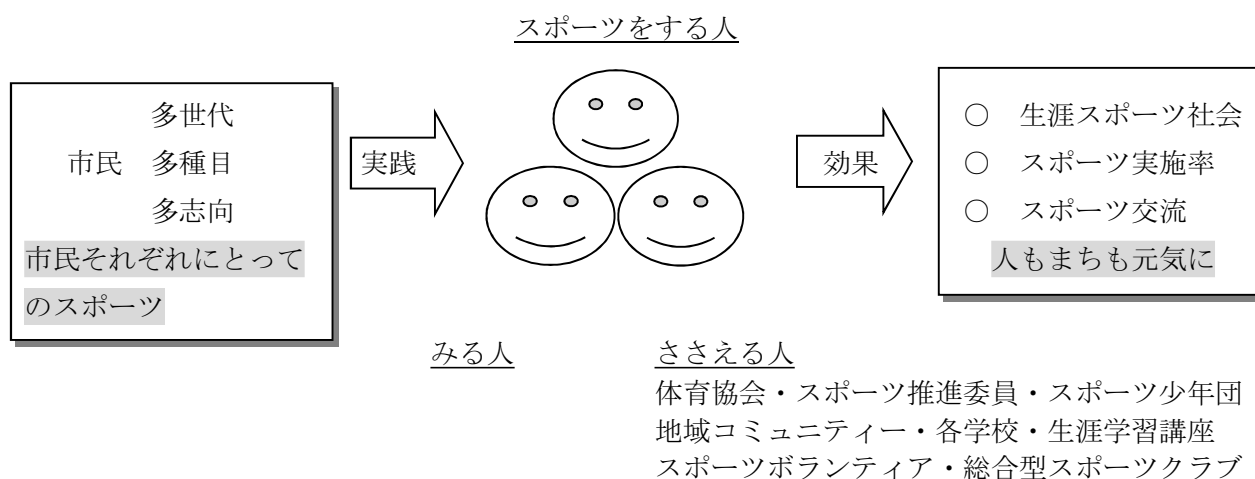 スポーツをする人
多世代
市民 多種目
多志向
市民それぞれにとって
のスポーツ
実践
効果
○ 生涯スポーツ社会
○ スポーツ実施率
○ スポーツ交流
人もまちも元気に
みる人
ささえる人
体育協会・スポーツ推進委員・スポーツ少年団
地域コミュニティー・各学校・生涯学習講座
スポーツボランティア・総合型スポーツクラブ